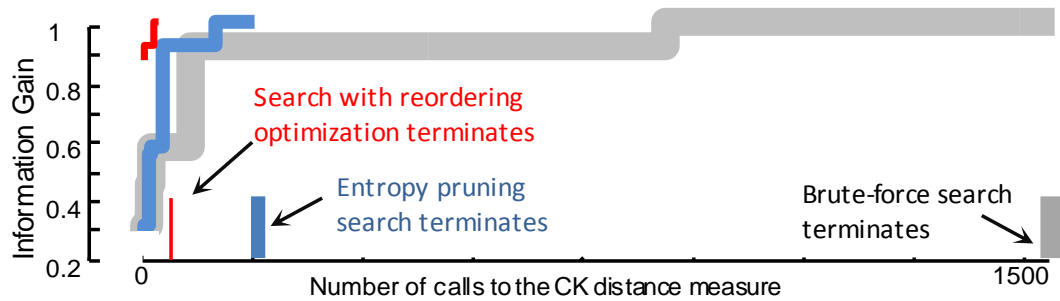 1
0.8
0.6
0.4
0.2
Information Gain
Search with reordering
optimization terminates
Entropy pruning
search terminates
Brute-force search
terminates
0
1500
Number of calls to the CK distance measure